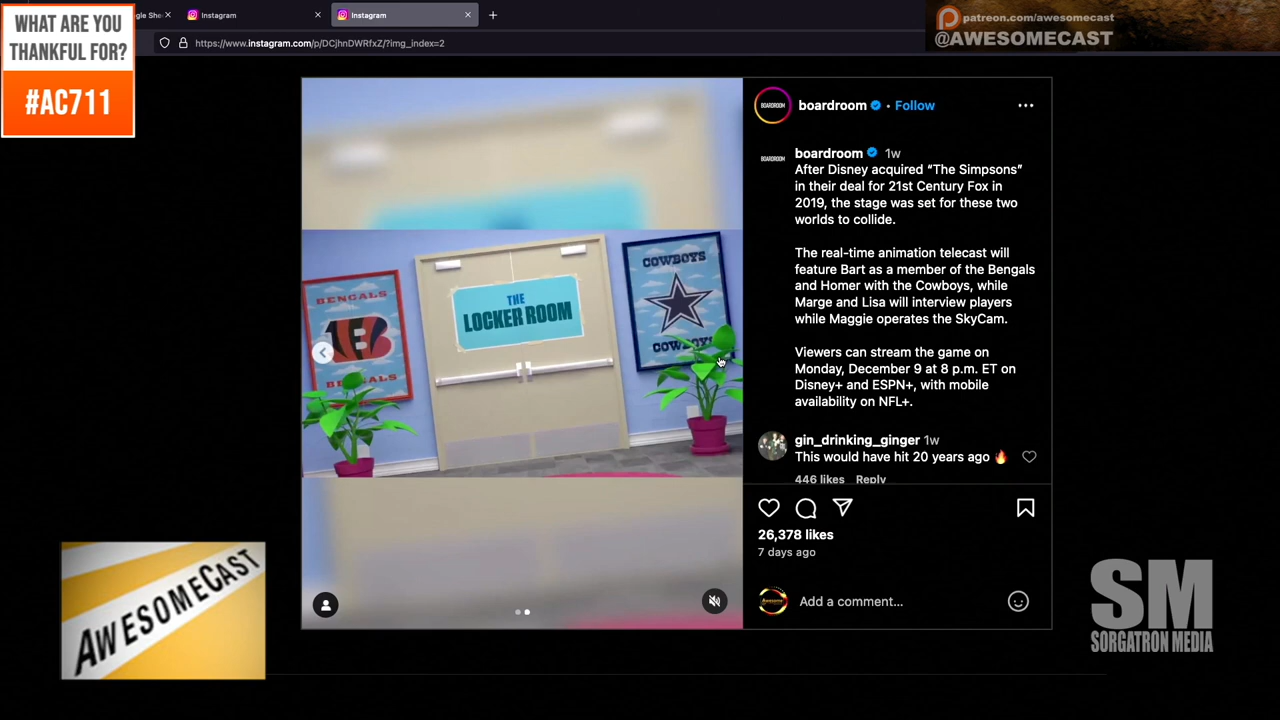 WHAT ARE YOU
THANKFUL FOR?
#AC711
gle She
Instagram
Instagram
https://www.instagram.com/p/DCjhnDWRfxZ/?img_index=2
patreon.com/awesomecast
@AWESOMECAST
BENGALS
B
BENGALS
THE
LOCKER ROOM
COWBOYS
COWBOYS
BOARDROOM
boardroom • Follow
BOARDROOM
boardroom 1w
After Disney acquired “The Simpsons”
in their deal for 21st Century Fox in
2019, the stage was set for these two
worlds to collide.
The real-time animation telecast will
feature Bart as a member of the Bengals
and Homer with the Cowboys, while
Marge and Lisa will interview players
while Maggie operates the SkyCam.
Viewers can stream the game on
Monday, December 9 at 8 p.m. ET on
Disney+ and ESPN+, with mobile
availability on NFL+.
gin_drinking_ginger 1w
This would have hit 20 years ago 🔥
446 likes Reply
26,378 likes
7 days ago
Add a comment...
AWESOMECAST
SM
SORGATRON MEDIA